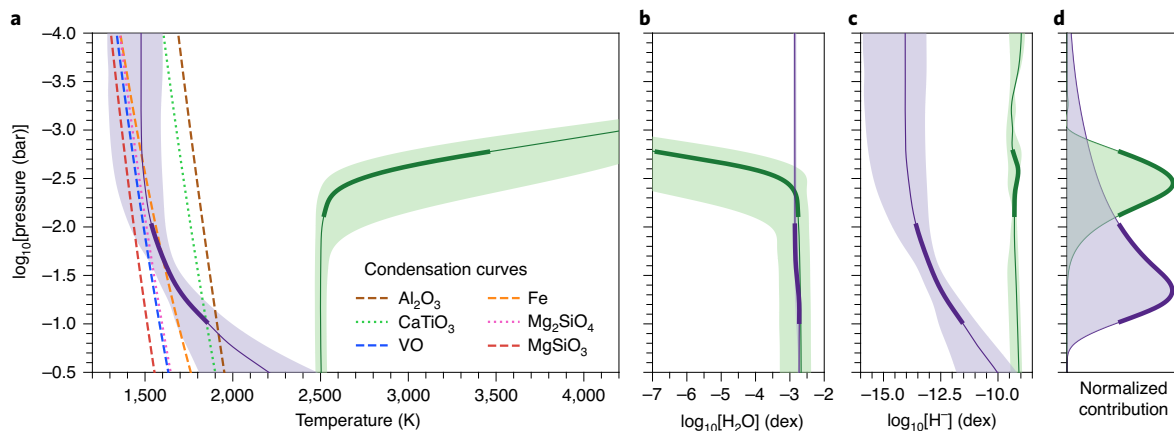 a
b
c
d
log₁₀[pressure (bar)]
–4.0
–3.5
–3.0
–2.5
–2.0
–1.5
–1.0
–0.5
Condensation curves
Al₂O₃
Fe
CaTiO₃
Mg₂SiO₄
VO
MgSiO₃
1,500
2,000
2,500
3,000
3,500
4,000
Temperature (K)
–7
–6
–5
–4
–3
–2
log₁₀[H₂O] (dex)
–15.0
–12.5
–10.0
log₁₀[H⁻] (dex)
Normalized
contribution